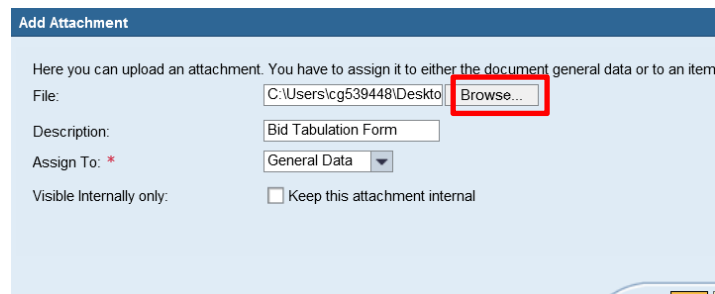 Add Attachment
Here you can upload an attachment. You have to assign it to either the document general data or to an item
File: C:\Users\cg539448\Deskto Browse...
Description: Bid Tabulation Form
Assign To: * General Data
Visible Internally only: Keep this attachment internal